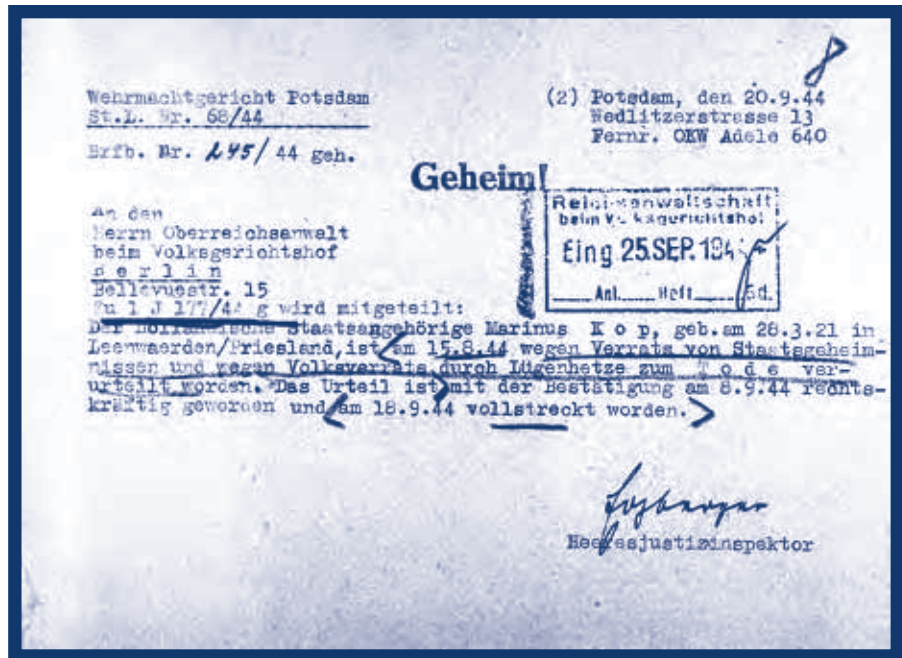 8
Wehrmachtgericht Potsdam
St.L. Nr. 68/44
Brfb. Nr. 245/ 44 geh.
(2) Potsdam, den 20.9.44
Nedlitzerstrasse 13
Fernr. OKW Adele 640
Geheim!
An den
Herrn Oberreichsanwalt
beim Volksgerichtshof
Berlin
Bellevuestr. 15
Reichsanwaltschaft
beim Volksgerichtshof
Eing 25.SEP. 194
Anl. Heft Bd.
Zu 1 J 177/44 g wird mitgeteilt:
Der holländische Staatsangehörige Marinus K o p, geb.am 28.3.21 in
Leenwaerden/Friesland,ist am 15.8.44 wegen Verrats von Staatsgeheim-
nissen und wegen Volksverrats durch Lügenhetze zum T o d e ver-
urteilt worden. Das Urteil ist mit der Bestätigung am 8.9.44 rechts-
kräftig geworden und am 18.9.44 vollstreckt worden.
Heeresjustizinspektor